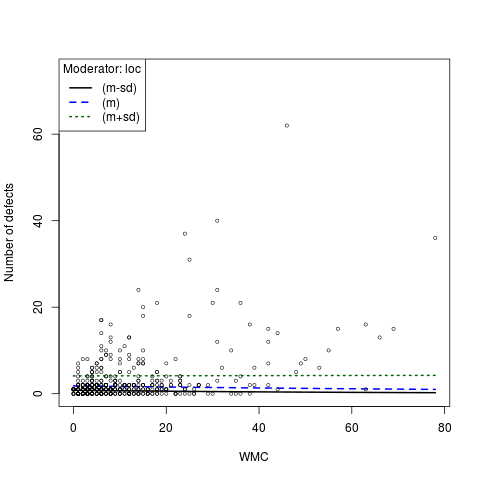 Moderator: loc
(m-sd)
(m)
(m+sd)
Number of defects
60
40
20
0
0 20 40 60 80
WMC